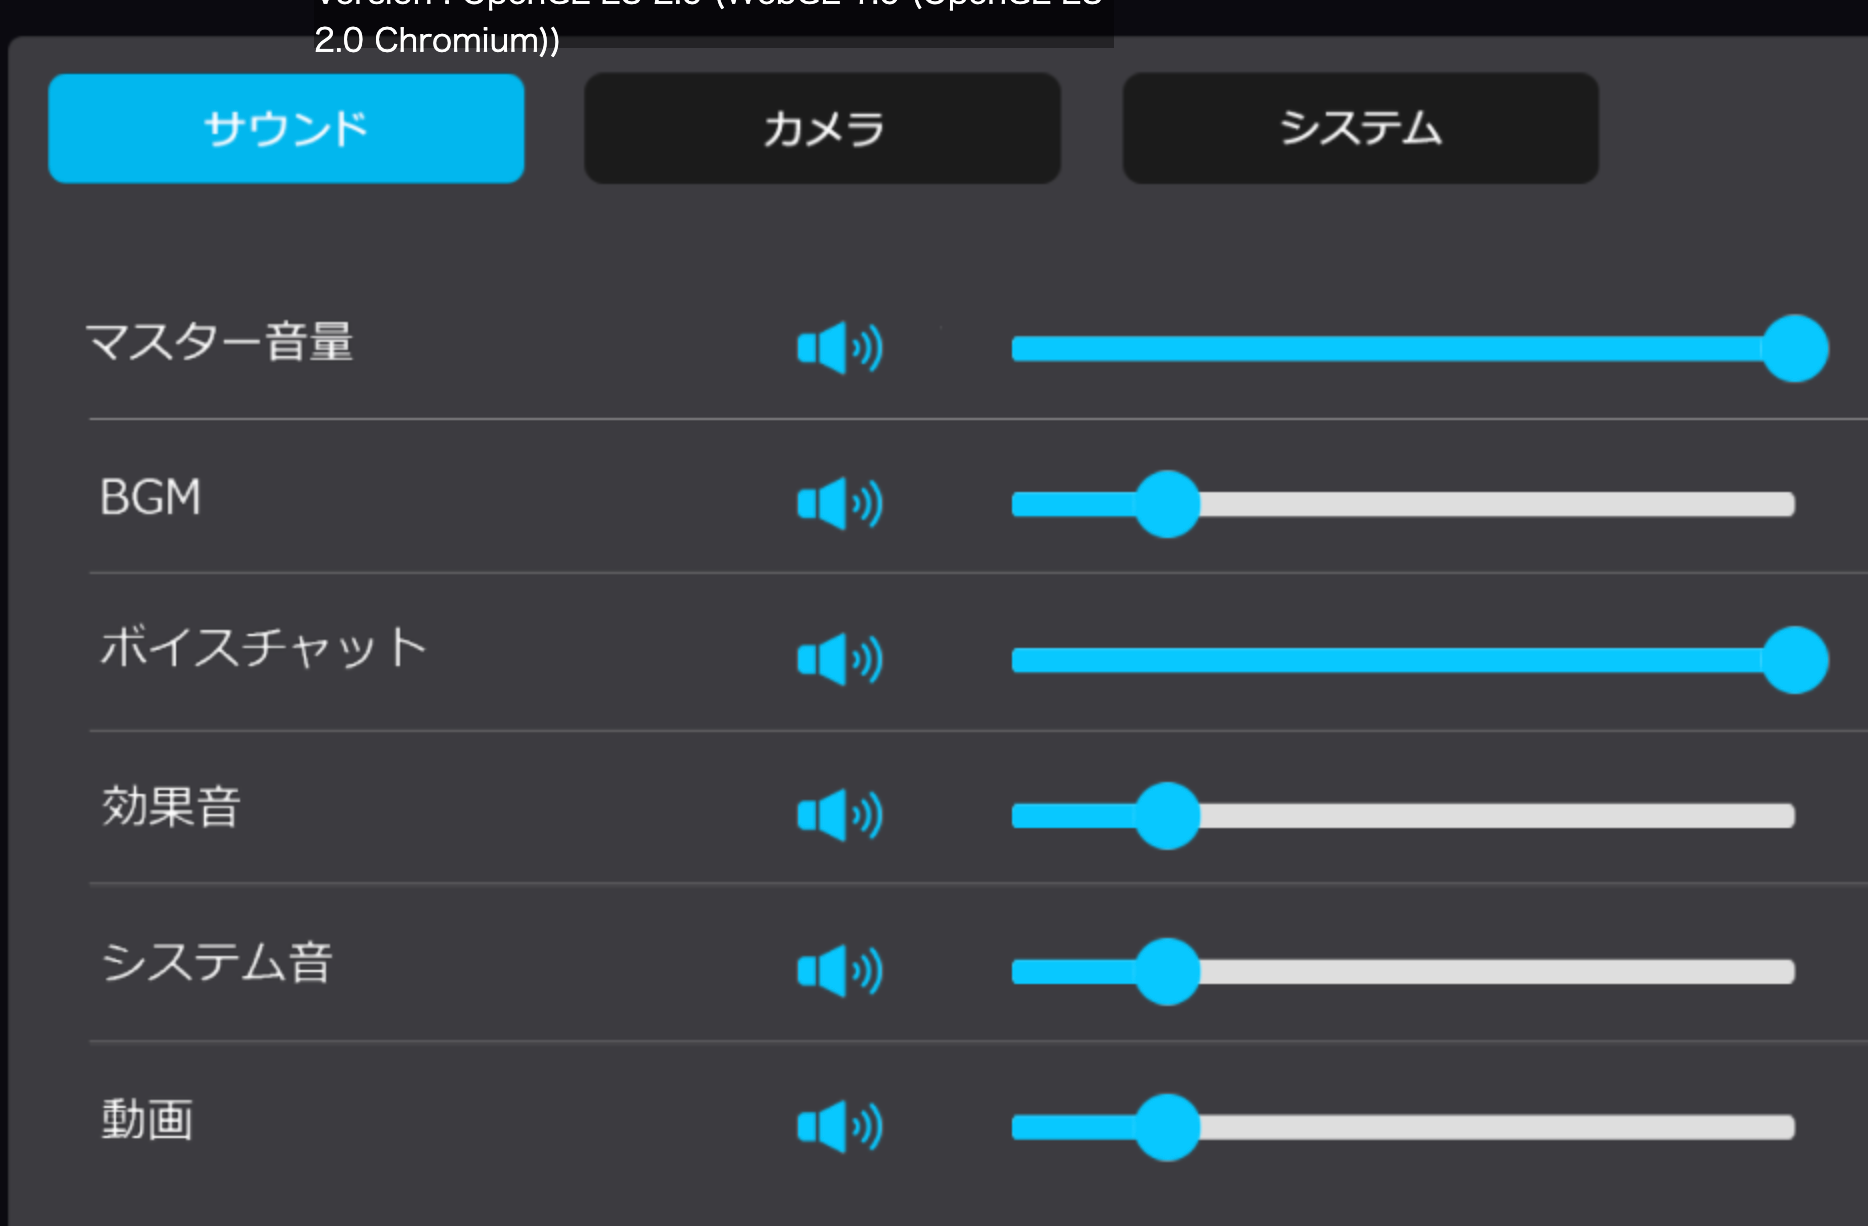 2.0 Chromium))
サウンド カメラ システム
マスター音量
BGM
ボイスチャット
効果音
システム音
動画